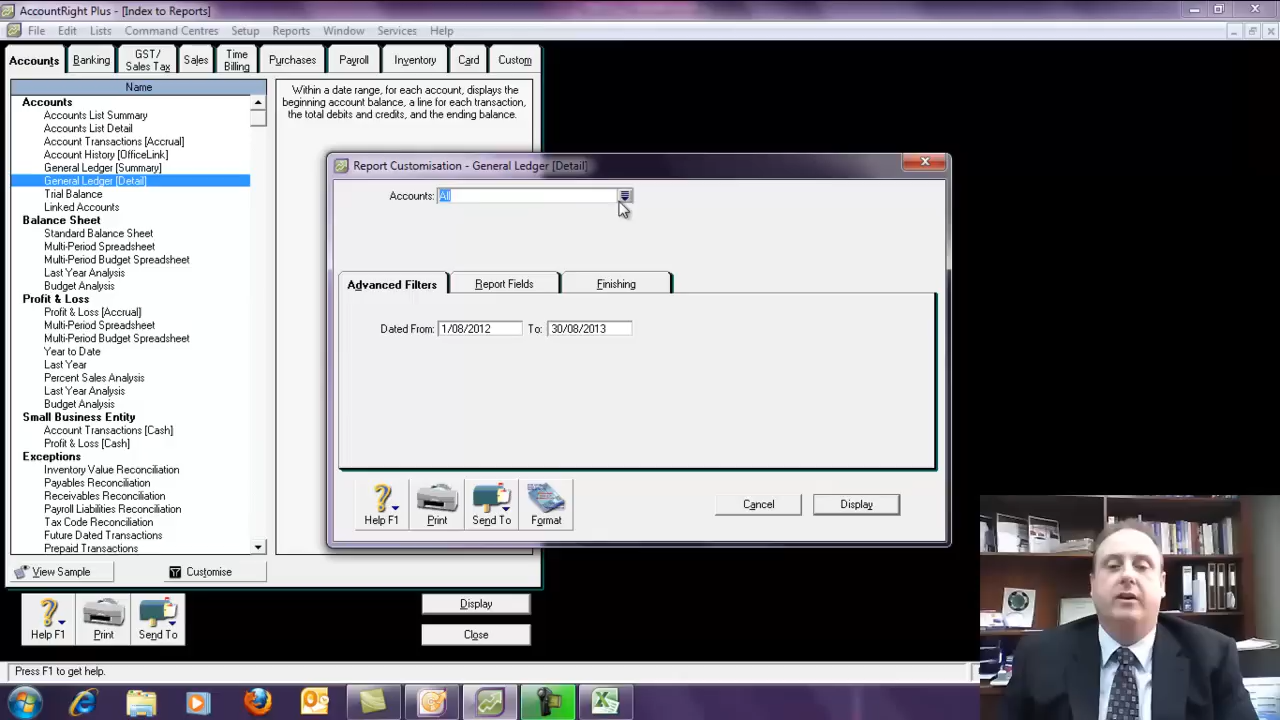 AccountRight Plus - [Index to Reports]
File Edit Lists Command Centres Setup Reports Window Services Help
Accounts
Banking
GST/
Sales Tax
Sales
Time
Billing
Purchases
Payroll
Inventory
Card
Custom
Name
Accounts
Accounts List Summary
Accounts List Detail
Account Transactions [Accrual]
Account History [OfficeLink]
General Ledger [Summary]
General Ledger [Detail]
Trial Balance
Linked Accounts
Balance Sheet
Standard Balance Sheet
Multi-Period Spreadsheet
Multi-Period Budget Spreadsheet
Last Year Analysis
Budget Analysis
Profit & Loss
Profit & Loss [Accrual]
Multi-Period Spreadsheet
Multi-Period Budget Spreadsheet
Year to Date
Last Year
Percent Sales Analysis
Last Year Analysis
Budget Analysis
Small Business Entity
Account Transactions [Cash]
Profit & Loss [Cash]
Exceptions
Inventory Value Reconciliation
Payables Reconciliation
Receivables Reconciliation
Payroll Liabilities Reconciliation
Tax Code Reconciliation
Future Dated Transactions
Prepaid Transactions
View Sample
Customise
Within a date range, for each account, displays the
beginning account balance, a line for each transaction,
the total debits and credits, and the ending balance.
Report Customisation - General Ledger [Detail]
Accounts: All
Advanced Filters
Report Fields
Finishing
Dated From: 1/08/2012 To: 30/08/2013
Help F1
Print
Send To
Format
Cancel
Display
Help F1
Print
Send To
Display
Close
Press F1 to get help.